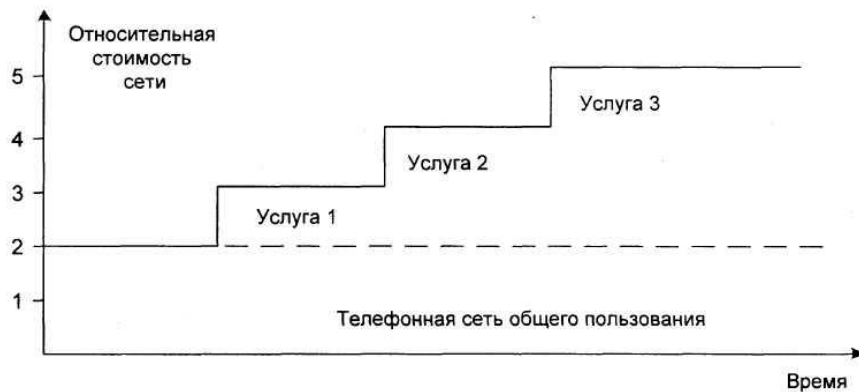 Относительная
стоимость
сети
5
4
3
2
1
Услуга 3
Услуга 2
Услуга 1
Телефонная сеть общего пользования
Время